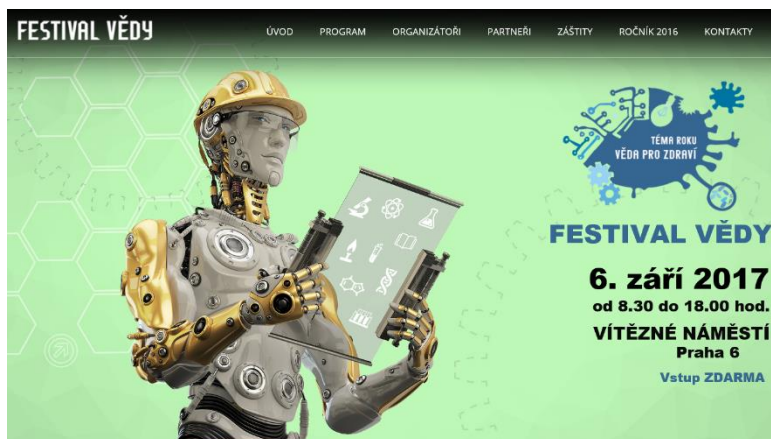 FESTIVAL VĚDY
ÚVOD PROGRAM ORGANIZÁTOŘI PARTNEŘI ZÁŠTITY ROČNÍK 2016 KONTAKTY
TÉMA ROKU
VĚDA PRO ZDRAVÍ
FESTIVAL VĚDY
6. září 2017
od 8.30 do 18.00 hod.
VÍTĚZNÉ NÁMĚSTÍ
Praha 6
Vstup ZDARMA